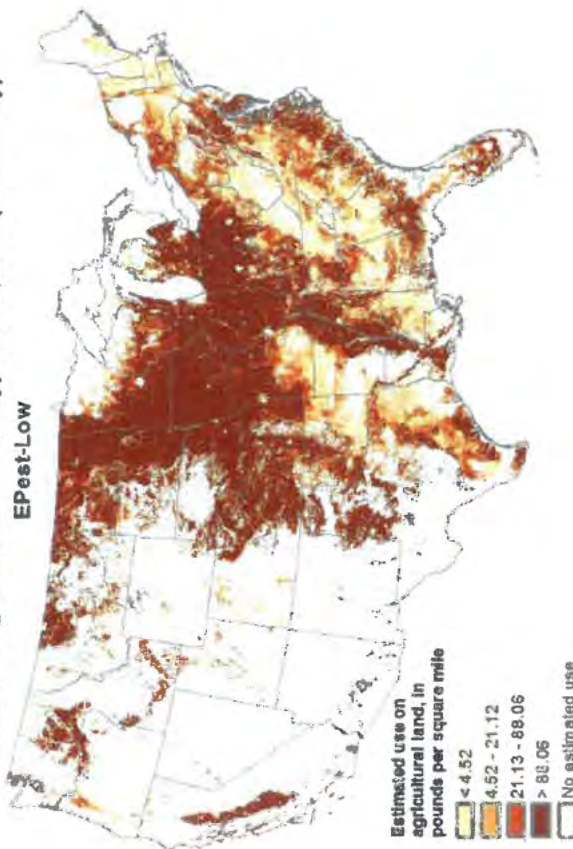 EPest-Low
Estimated use on
agricultural land, in
pounds per square mile
< 4.52
4.52 - 21.12
21.13 - 88.06
> 88.06
No estimated use